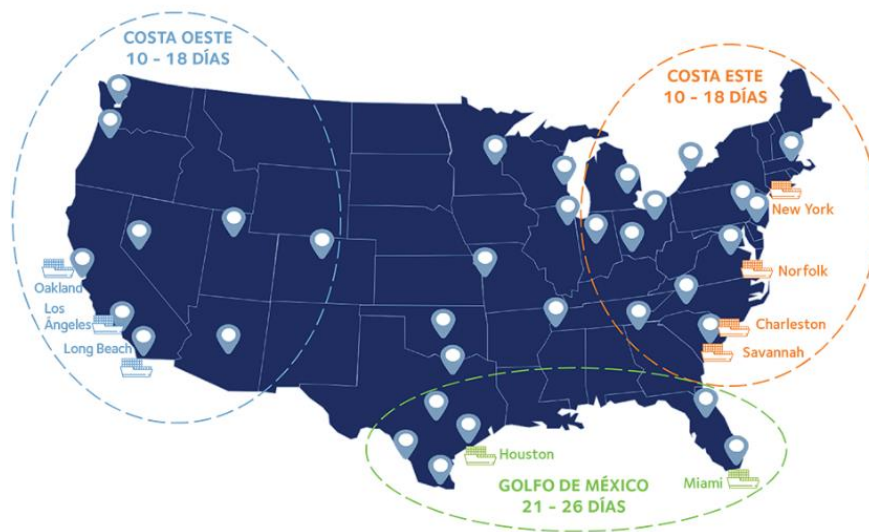 COSTA OESTE
10 - 18 DÍAS
COSTA ESTE
10 - 18 DÍAS
New York
Norfolk
Oakland
Los
Ángeles
Long Beach
Charleston
Savannah
Houston
Miami
GOLFO DE MÉXICO
21 - 26 DÍAS